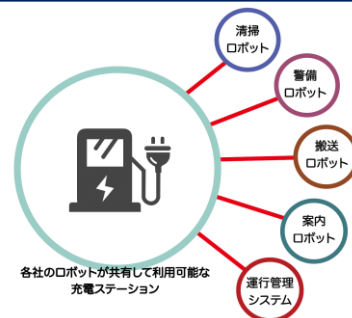 清掃
ロボット
警備
ロボット
搬送
ロボット
案内
ロボット
運行管理
システム
各社のロボットが共有して利用可能な
充電ステーション